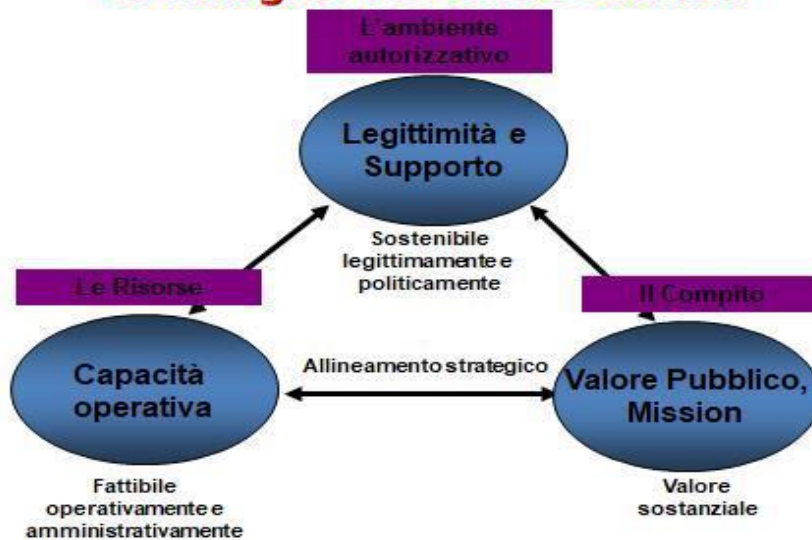 L'ambiente
autorizzativo
Legittimità e
Supporto
Sostenibile
legittimamente e
politicamente
Le Risorse
Il Compito
Capacità
operativa
Allineamento strategico
Valore Pubblico,
Mission
Fattibile
operativamente e
amministrativamente
Valore
sostanziale